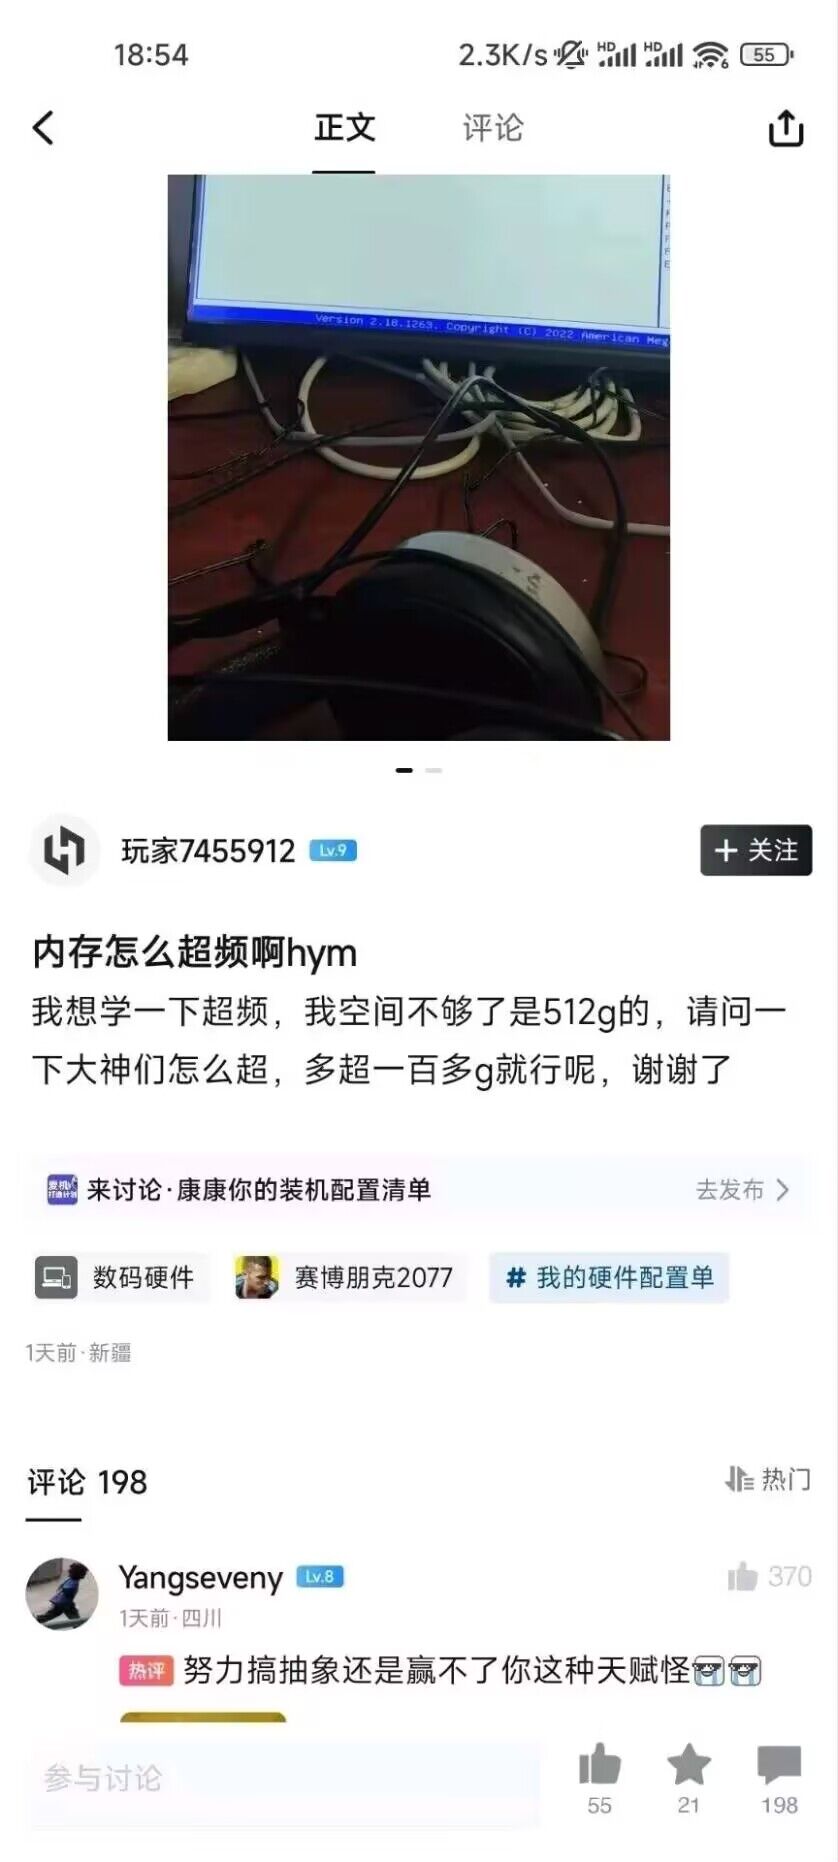 18:54
2.3K/s
HD
HD
6
55
正文
评论
Version 2.18.1263. Copyright (C) 2022 American Meg
玩家7455912
Lv.9
+ 关注
内存怎么超频啊hym
我想学一下超频，我空间不够了是512g的，请问一
下大神们怎么超，多超一百多g就行呢，谢谢了
来讨论·康康你的装机配置清单
去发布
数码硬件
赛博朋克2077
# 我的硬件配置单
1天前·新疆
评论 198
热门
Yangseveny
Lv.8
370
1天前·四川
热评
努力搞抽象还是赢不了你这种天赋怪
参与讨论
55
21
198